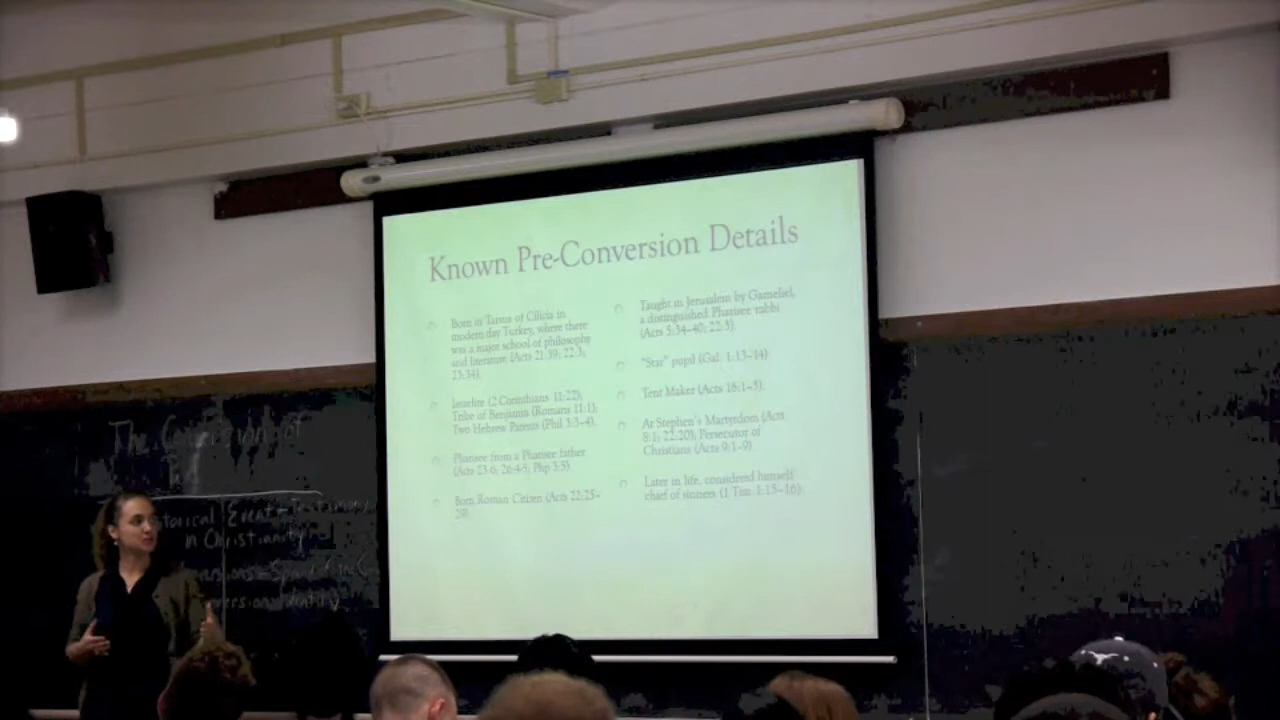 Known Pre-Conversion Details
Born in Tarsus of Cilicia in
modern day Turkey, where there
was a major school of philosophy
and literature (Acts 21:39; 22:3;
23:34).
Israelite (2 Corinthians 11:22);
Tribe of Benjamin (Romans 11:1);
Two Hebrew Parents (Phil 3:3-4).
Pharisee from a Pharisee father
(Acts 23:6; 26:4-5; Php 3:5)
Born Roman Citizen (Acts 22:25-
29)
Taught in Jerusalem by Gameliel,
a distinguished Pharisee rabbi
(Acts 5:34-40; 22:3).
"Star" pupil (Gal. 1:13-14)
Tent Maker (Acts 18:1-3).
At Stephen's Martyrdom (Acts
8:1; 22:20); Persecutor of
Christians (Acts 9:1-9)
Later in life, considered himself
chief of sinners (1 Tim. 1:15-16).
The Conversion of
Event + Testimony
in Christianity